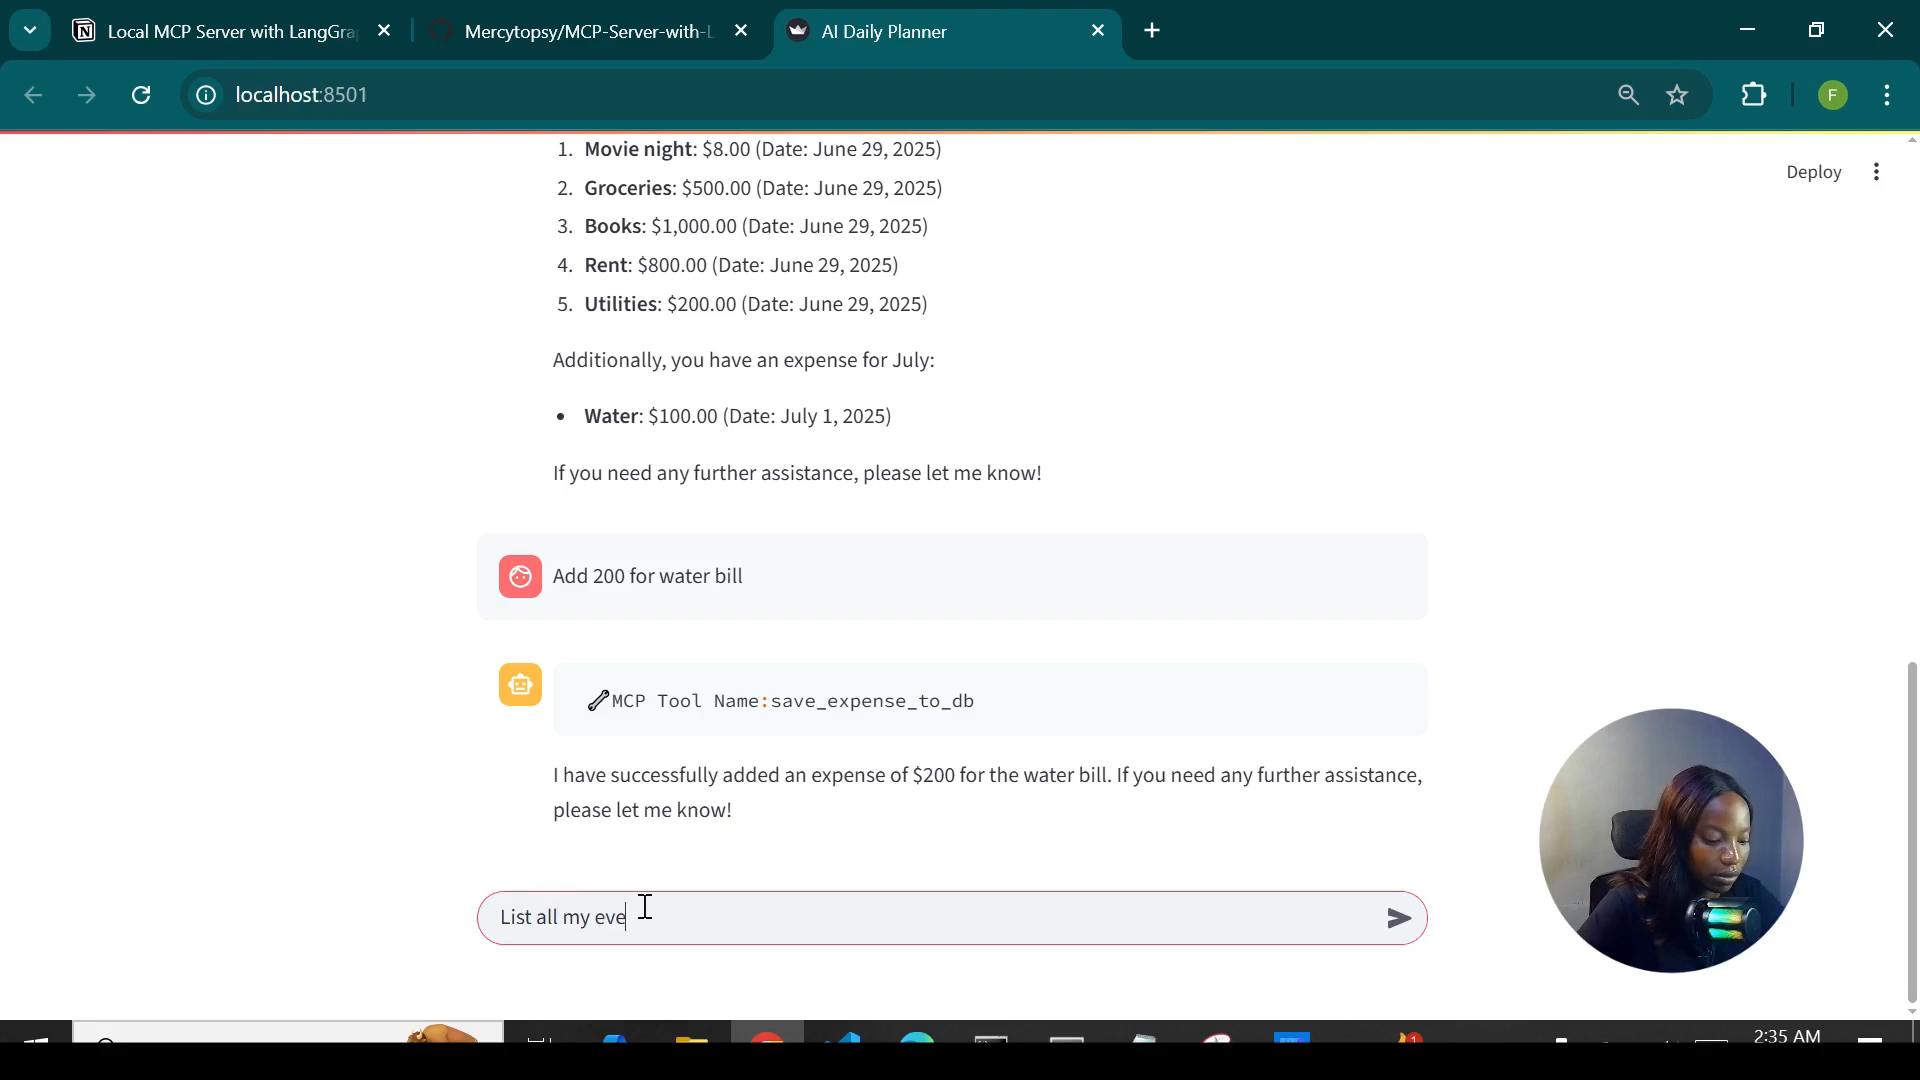 Local MCP Server with LangGra
Mercytopsy/MCP-Server-with-L
AI Daily Planner
localhost:8501
F
Deploy
1. Movie night: $8.00 (Date: June 29, 2025)
2. Groceries: $500.00 (Date: June 29, 2025)
3. Books: $1,000.00 (Date: June 29, 2025)
4. Rent: $800.00 (Date: June 29, 2025)
5. Utilities: $200.00 (Date: June 29, 2025)
Additionally, you have an expense for July:
• Water: $100.00 (Date: July 1, 2025)
If you need any further assistance, please let me know!
Add 200 for water bill
MCP Tool Name:save_expense_to_db
I have successfully added an expense of $200 for the water bill. If you need any further assistance,
please let me know!
List all my eve
1
2:35 AM